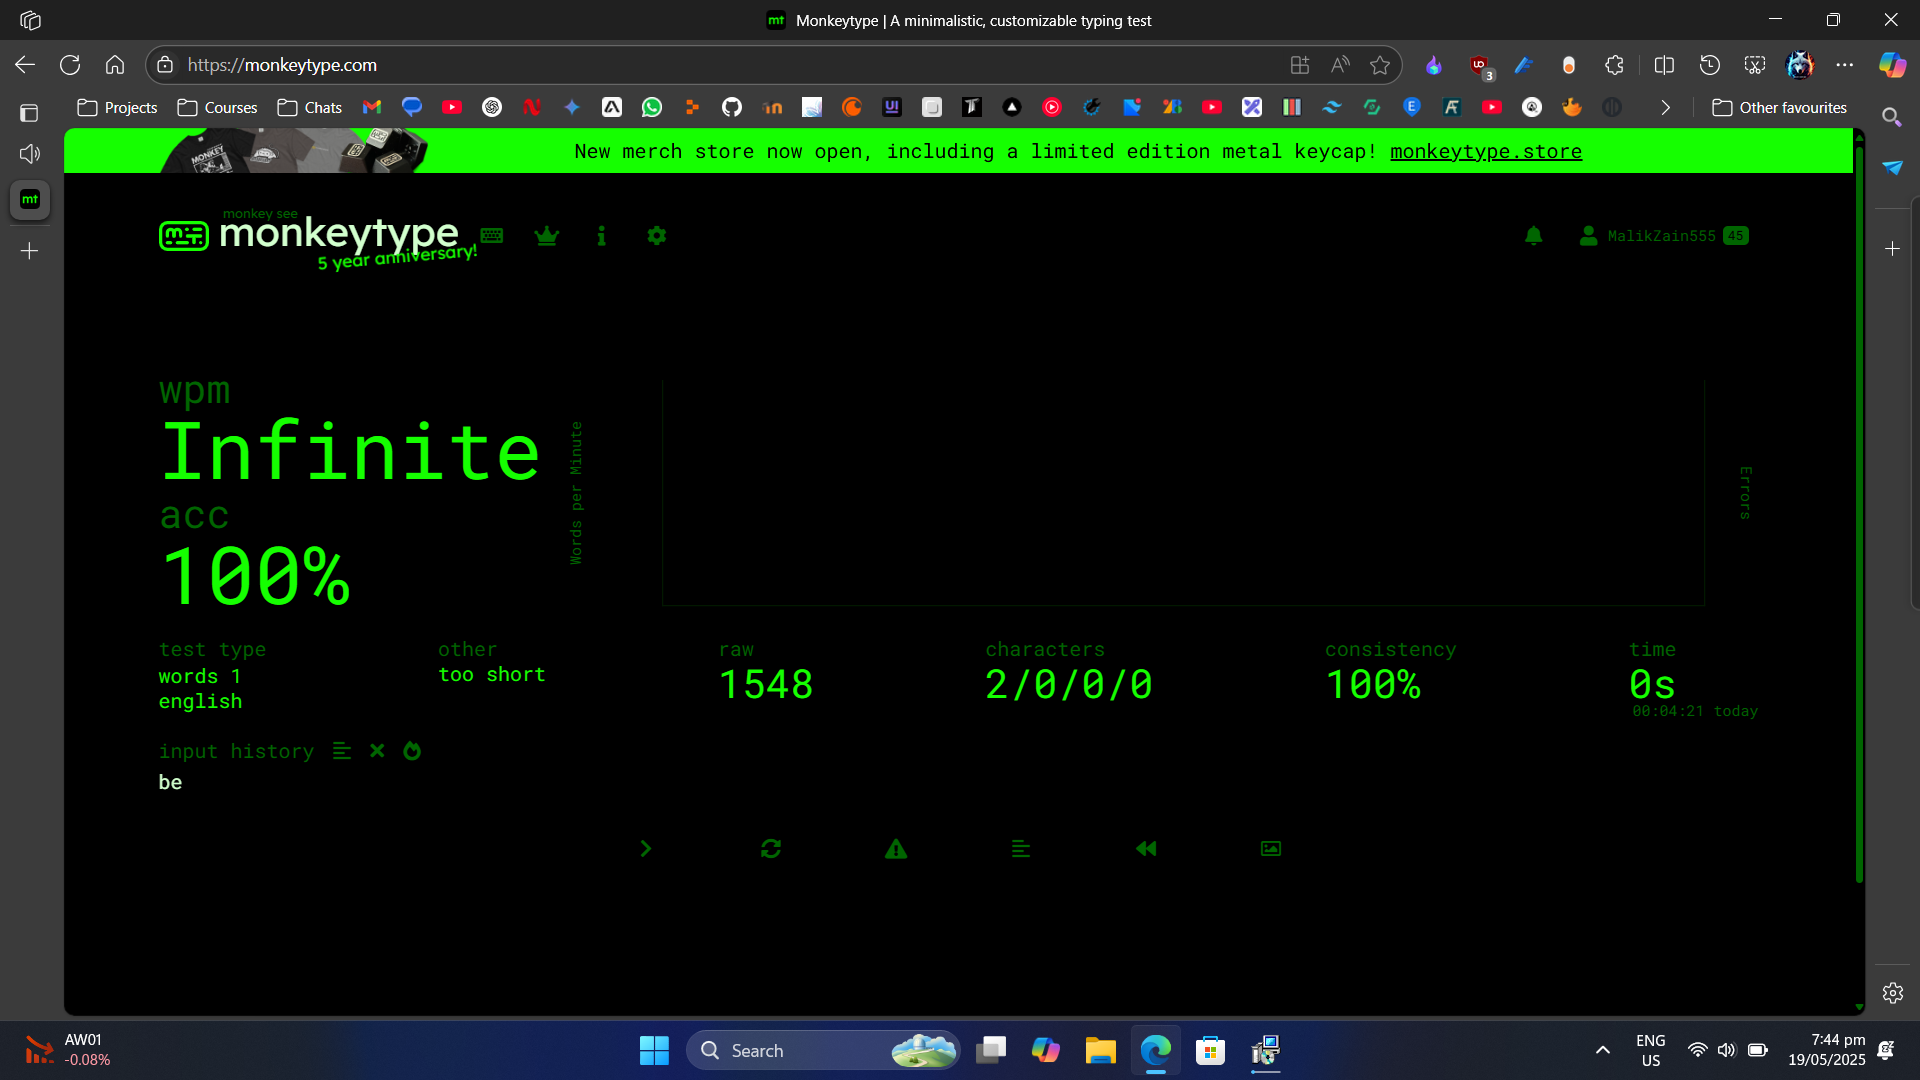 mt Monkeytype | A minimalistic, customizable typing test
https://monkeytype.com
3
Projects
Courses
Chats
Other favourites
New merch store now open, including a limited edition metal keycap! monkeytype.store
monkey see
monkeytype
5 year anniversary!
MalikZain555 45
wpm
Infinite
acc
100%
Words per Minute
Errors
test type
words 1
english
other
too short
raw
1548
characters
2/0/0/0
consistency
100%
time
0s
00:04:21 today
input history
be
AW01
-0.08%
Search
ENG
US
7:44 pm
19/05/2025